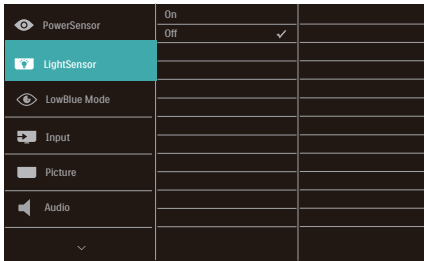 PowerSensor
On
Off
LightSensor
LowBlue Mode
Input
Picture
Audio